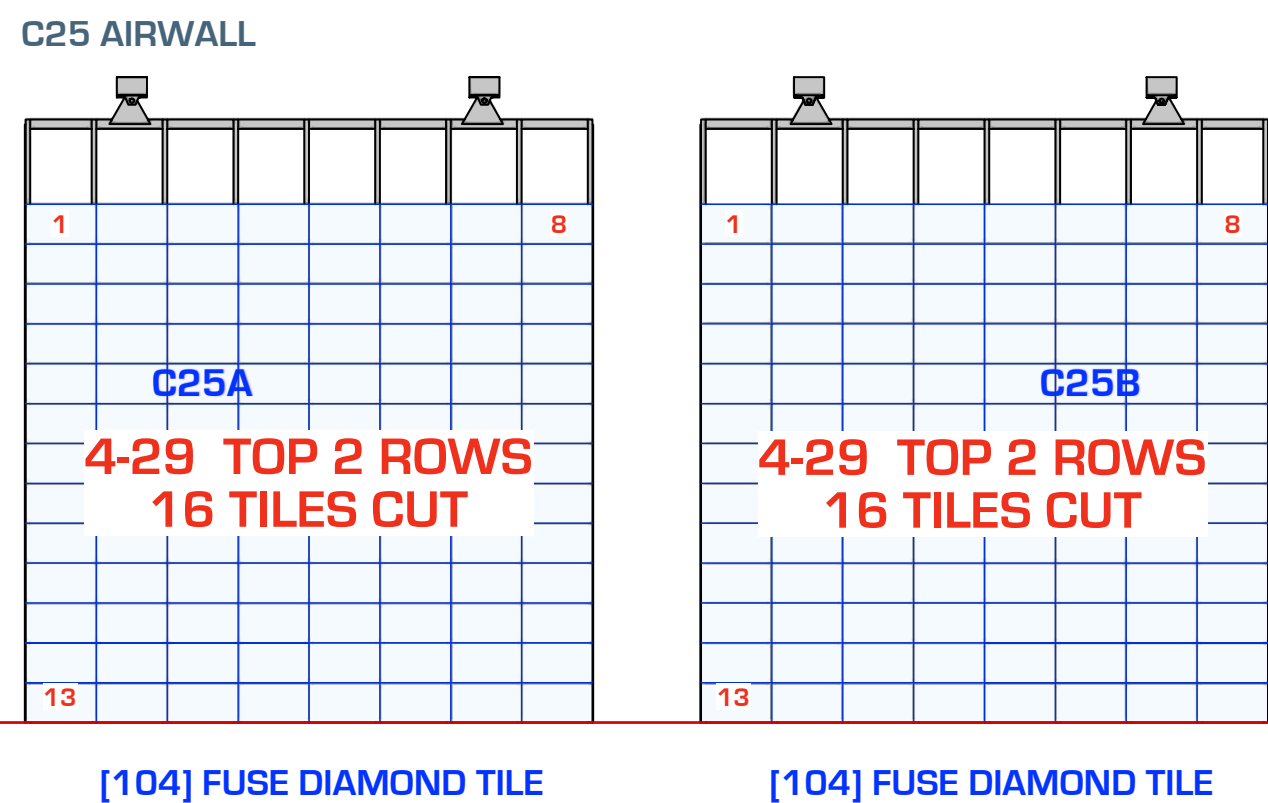 C25 AIRWALL
1
8
C25A
4-29 TOP 2 ROWS
16 TILES CUT
13
[104] FUSE DIAMOND TILE
1
8
C25B
4-29 TOP 2 ROWS
16 TILES CUT
13
[104] FUSE DIAMOND TILE